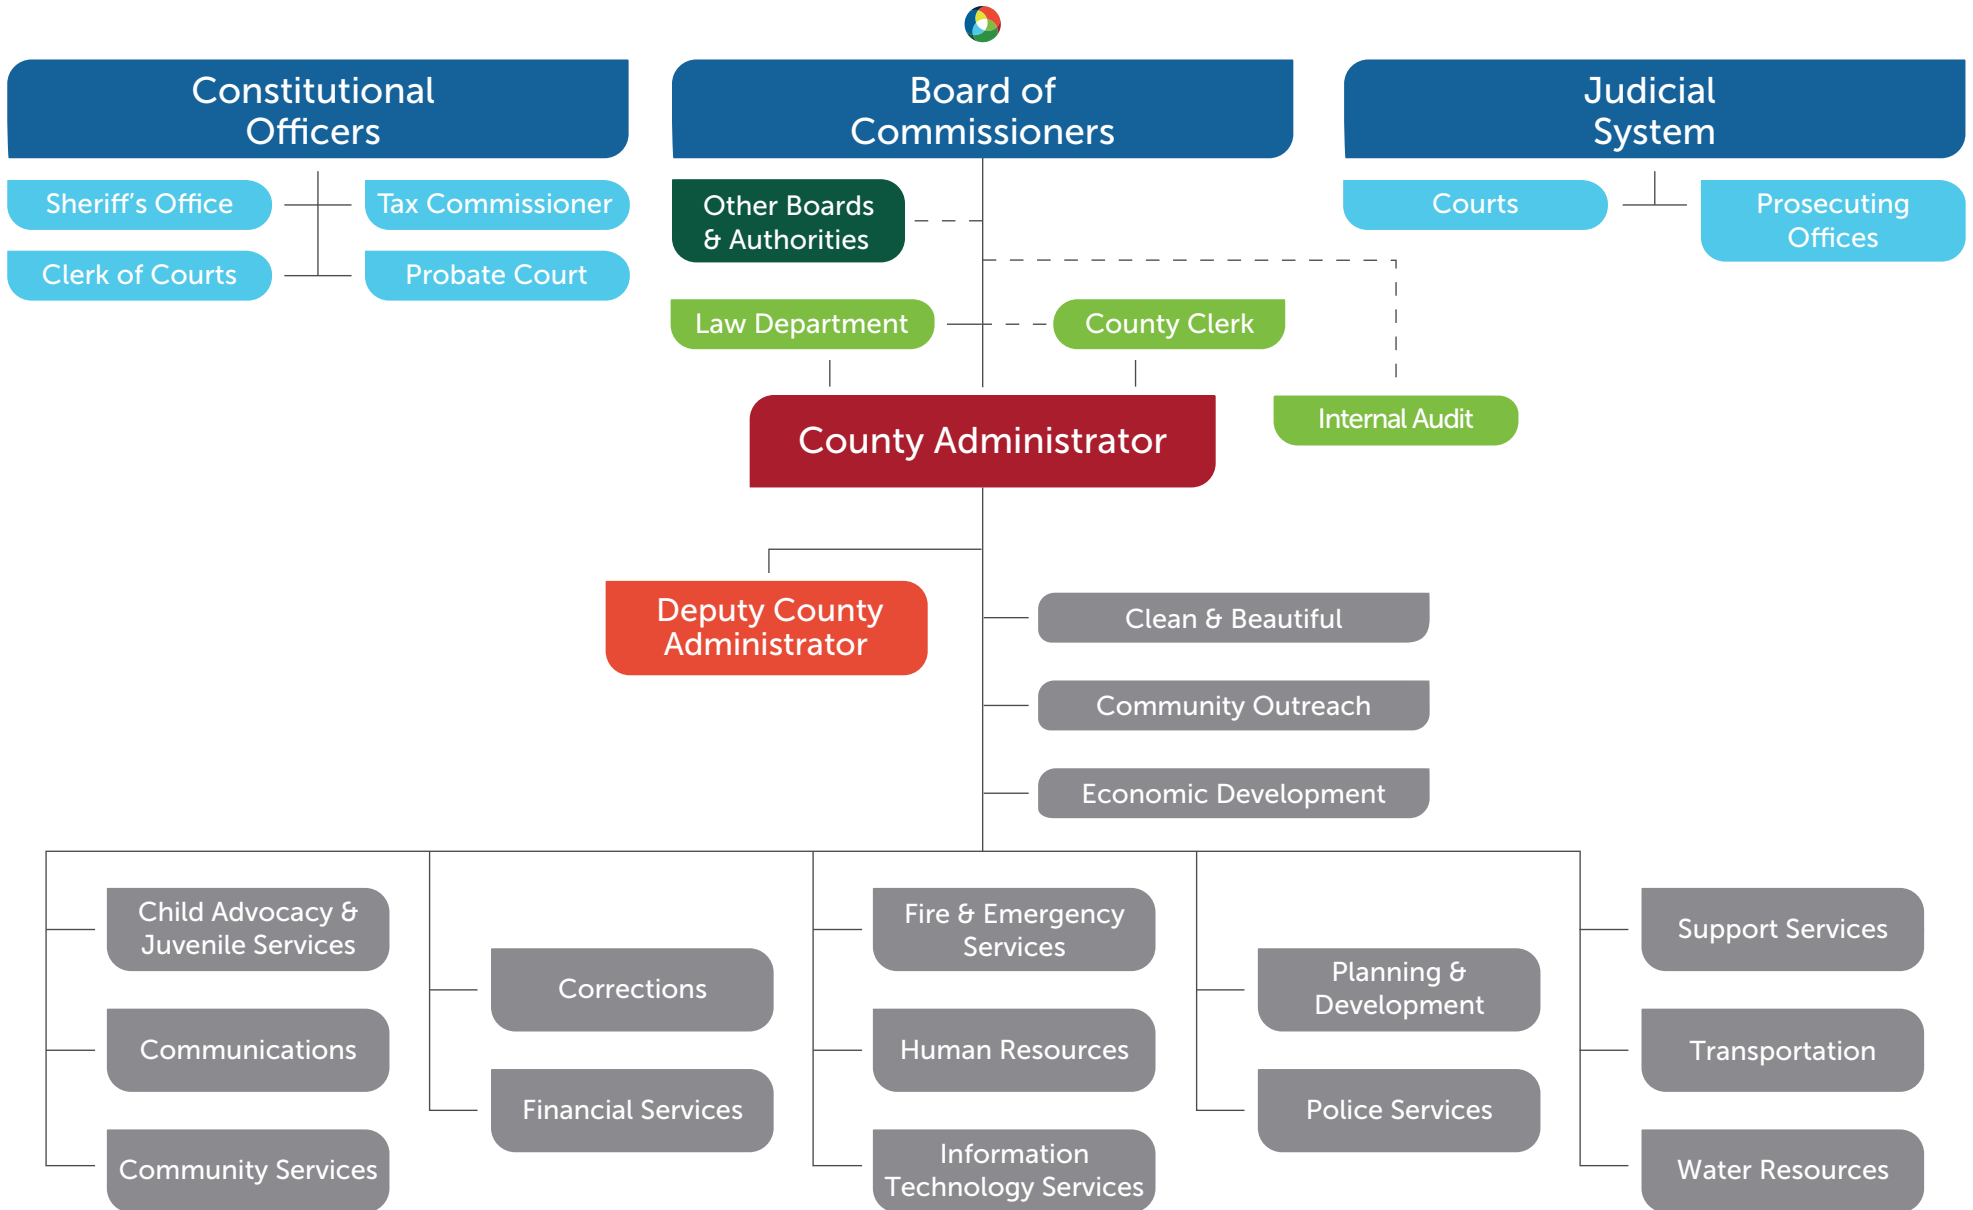 Constitutional
Officers
Board of
Commissioners
Judicial
System
Sheriff's Office
Tax Commissioner
Clerk of Courts
Probate Court
Other Boards
& Authorities
Courts
Prosecuting
Offices
Law Department
County Clerk
Internal Audit
County Administrator
Deputy County
Administrator
Clean & Beautiful
Community Outreach
Economic Development
Child Advocacy &
Juvenile Services
Communications
Community Services
Corrections
Financial Services
Fire & Emergency
Services
Human Resources
Information
Technology Services
Planning &
Development
Police Services
Support Services
Transportation
Water Resources